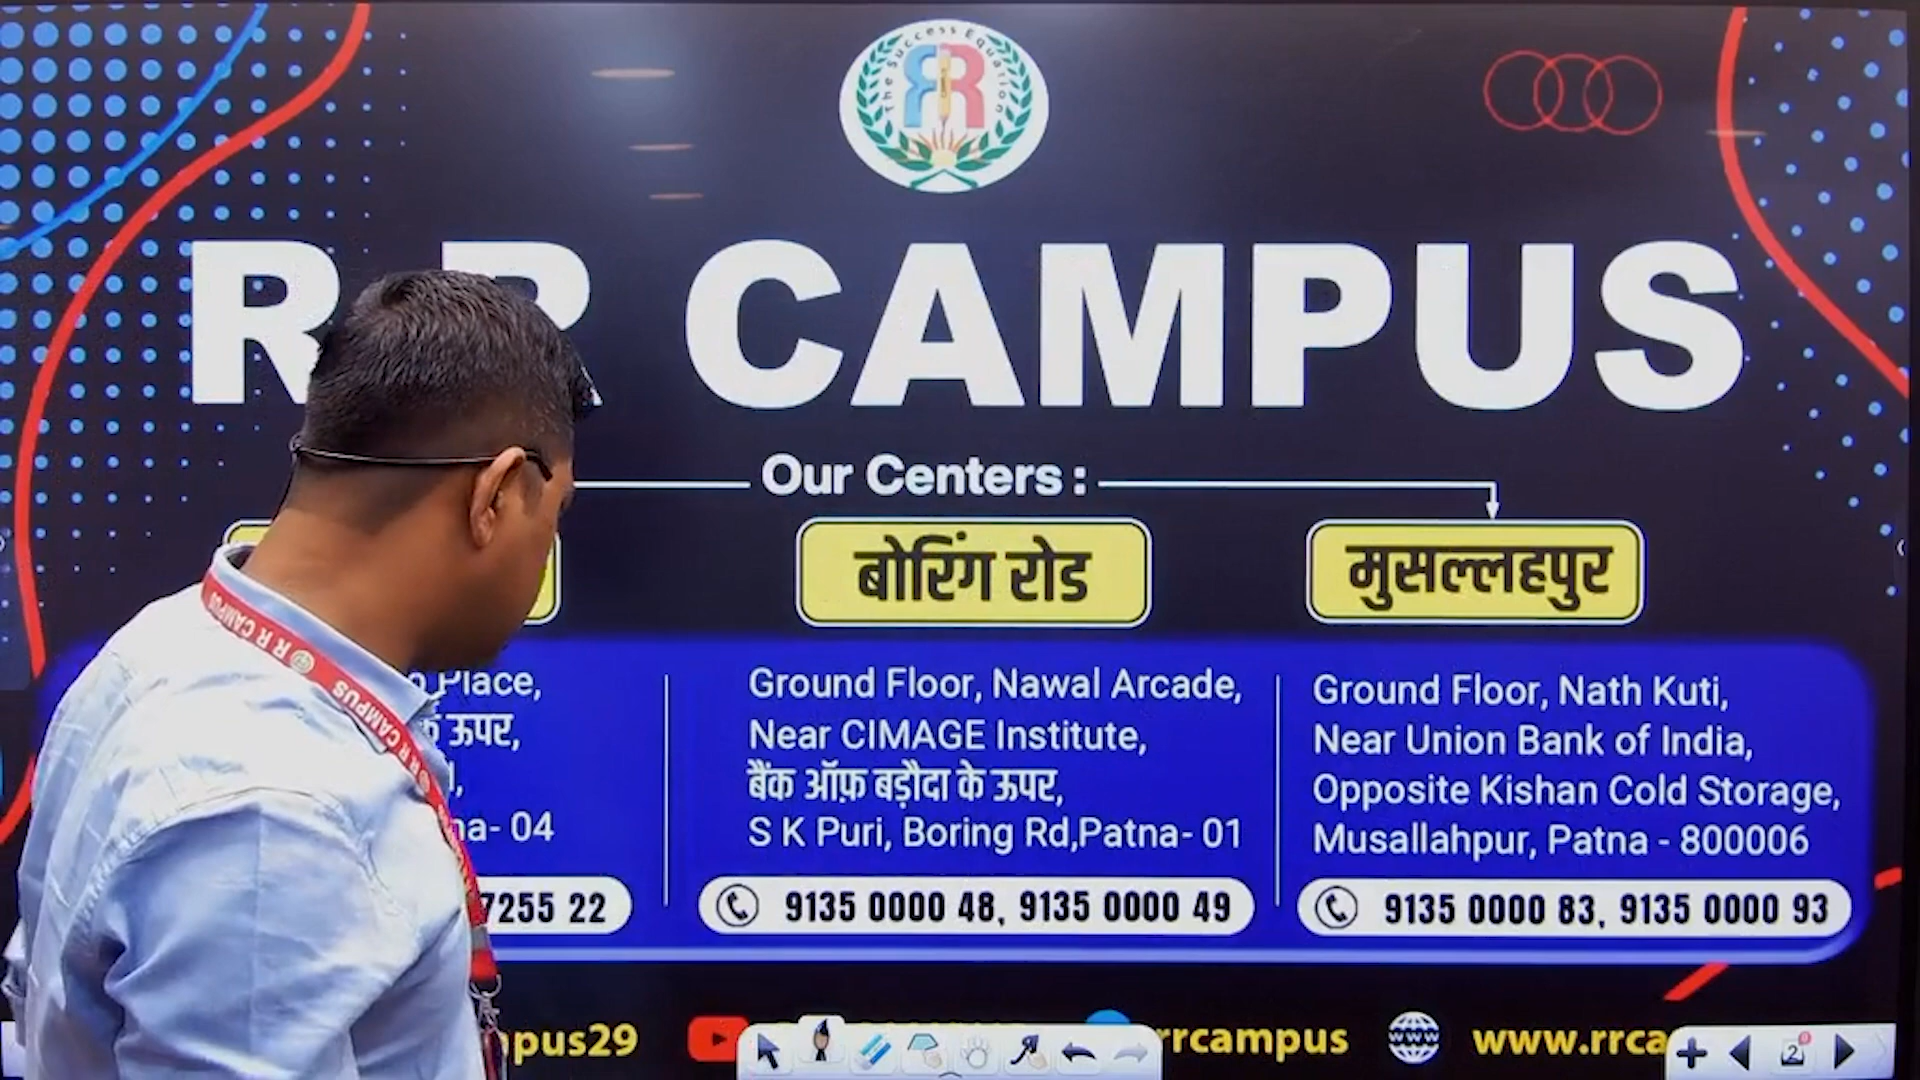 The Success Equation
R R CAMPUS
Our Centers :
बोरिंग रोड
मुसल्लहपुर
Place,
के ऊपर,
04
7255 22
Ground Floor, Nawal Arcade,
Near CIMAGE Institute,
बैंक ऑफ़ बड़ौदा के ऊपर,
S K Puri, Boring Rd,Patna- 01
9135 0000 48, 9135 0000 49
Ground Floor, Nath Kuti,
Near Union Bank of India,
Opposite Kishan Cold Storage,
Musallahpur, Patna - 800006
9135 0000 83, 9135 0000 93
R R CAMPUS
R R CAMPUS
pus29
rrcampus
www.rrca
2